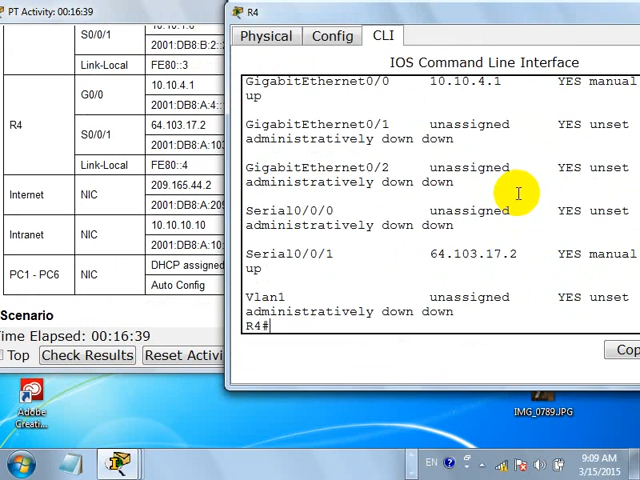 PT Activity: 00:16:39
10.10.1.6
S0/0/1
2001:DB8:B:2::
Link-Local
FE80::3
R4
G0/0
10.10.4.1
2001:DB8:A:4::
S0/0/1
64.103.17.2
2001:DB8:A:103
Link-Local
FE80::4
Internet
NIC
209.165.44.2
2001:DB8:A:209
Intranet
NIC
10.10.10.10
2001:DB8:A:10:
PC1 - PC6
NIC
DHCP assigned
Auto Config
Scenario
ime Elapsed: 00:16:39
Top
Check Results
Reset Activi
R4
Physical
Config
CLI
IOS Command Line Interface
GigabitEthernet0/0 10.10.4.1 YES manual
up
GigabitEthernet0/1 unassigned YES unset
administratively down down
GigabitEthernet0/2 unassigned YES unset
administratively down down
Serial0/0/0 unassigned YES unset
administratively down down
Serial0/0/1 64.103.17.2 YES manual
up
Vlan1 unassigned YES unset
administratively down down
R4#
Cop
Adobe
Creati...
IMG_0789.JPG
EN
9:09 AM
3/15/2015